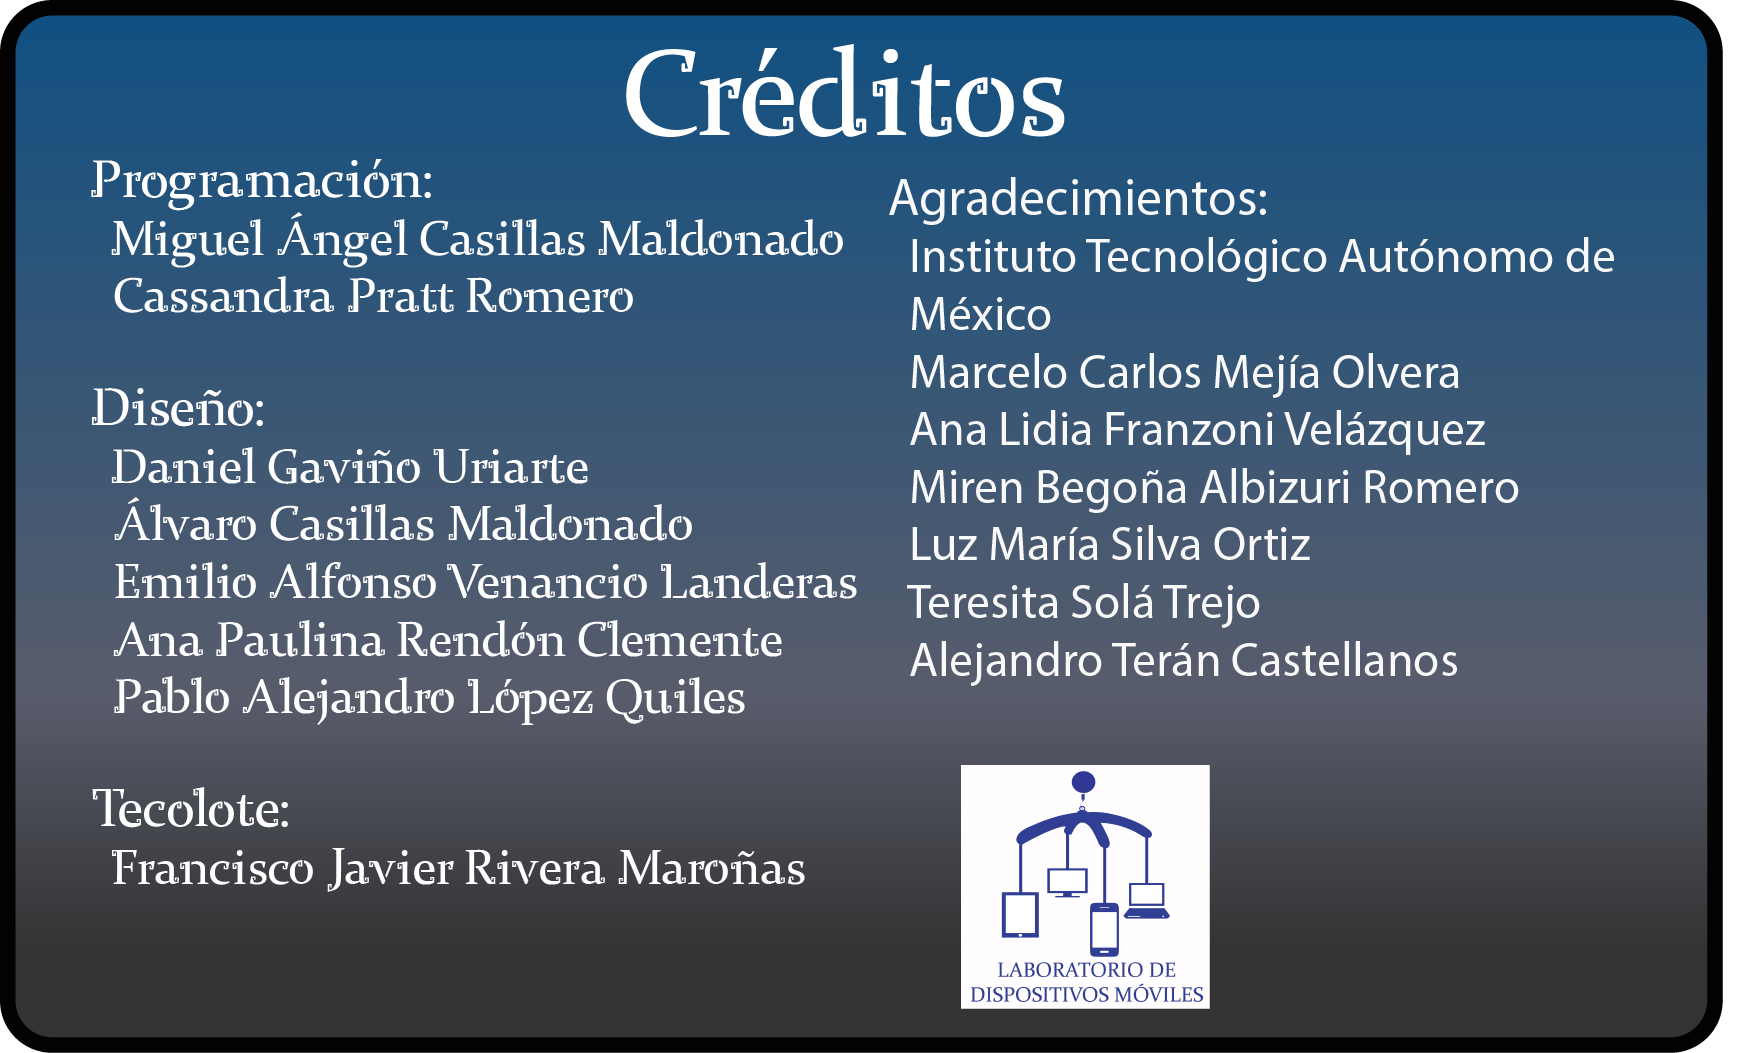 Créditos
Programación:
Miguel Ángel Casillas Maldonado
Cassandra Pratt Romero
Diseño:
Daniel Gaviño Uriarte
Álvaro Casillas Maldonado
Emilio Alfonso Venancio Landeras
Ana Paulina Rendón Clemente
Pablo Alejandro López Quiles
Tecolote:
Francisco Javier Rivera Maroñas
Agradecimientos:
Instituto Tecnológico Autónomo de
México
Marcelo Carlos Mejía Olvera
Ana Lidia Franzoni Velázquez
Miren Begoña Albizuri Romero
Luz María Silva Ortiz
Teresita Solá Trejo
Alejandro Terán Castellanos
LABORATORIO DE
DISPOSITIVOS MÓVILES